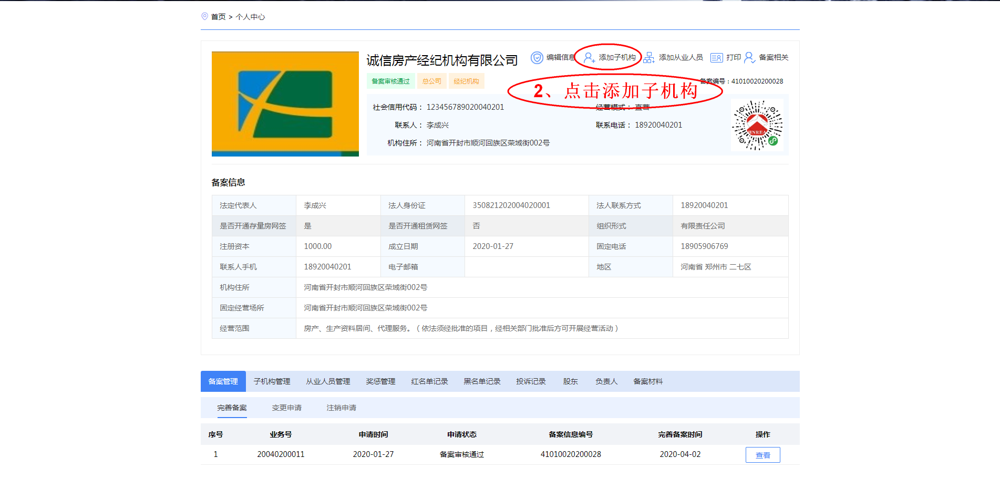 首页 > 个人中心
诚信房产经纪机构有限公司
编辑信息 添加子机构 添加从业人员 打印 备案相关
备案审核通过 总公司 经纪机构
备案编号：41010020200028
2、点击添加子机构
社会信用代码： 123456789020040201 经营模式： 直营
联系人： 李成兴 联系电话： 18920040201
机构住所： 河南省开封市顺河回族区荣域街002号
HNREA
备案信息
法定代表人 李成兴 法人身份证 350821202004020001 法人联系方式 18920040201
是否开通存量房网签 是 是否开通租赁网签 否 组织形式 有限责任公司
注册资本 1000.00 成立日期 2020-01-27 固定电话 18905906769
联系人手机 18920040201 电子邮箱 地区 河南省 郑州市 二七区
机构住所 河南省开封市顺河回族区荣域街002号
固定经营场所 河南省开封市顺河回族区荣域街002号
经营范围 房产、生产资料居间、代理服务。（依法须经批准的项目，经相关部门批准后方可开展经营活动）
备案管理 子机构管理 从业人员管理 奖惩管理 红名单记录 黑名单记录 投诉记录 股东 负责人 备案材料
完善备案 变更申请 注销申请
序号 业务号 申请时间 申请状态 备案信息编号 完善备案时间 操作
1 20040200011 2020-01-27 备案审核通过 41010020200028 2020-04-02 查看